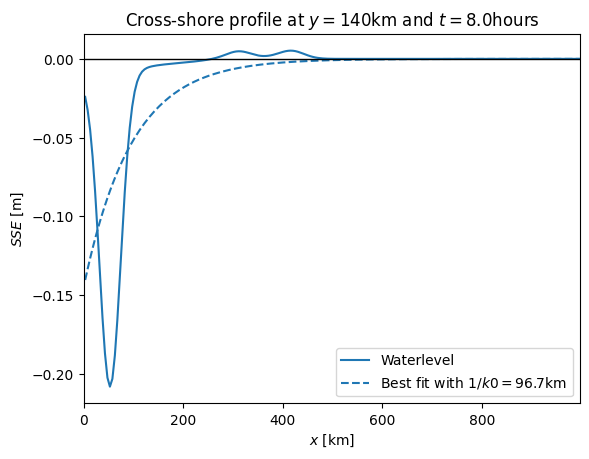 Cross-shore profile at y = 140km and t = 8.0hours
SSE [m]
0.00
−0.05
−0.10
−0.15
−0.20
0 200 400 600 800
x [km]
Waterlevel
Best fit with 1/k0 = 96.7km